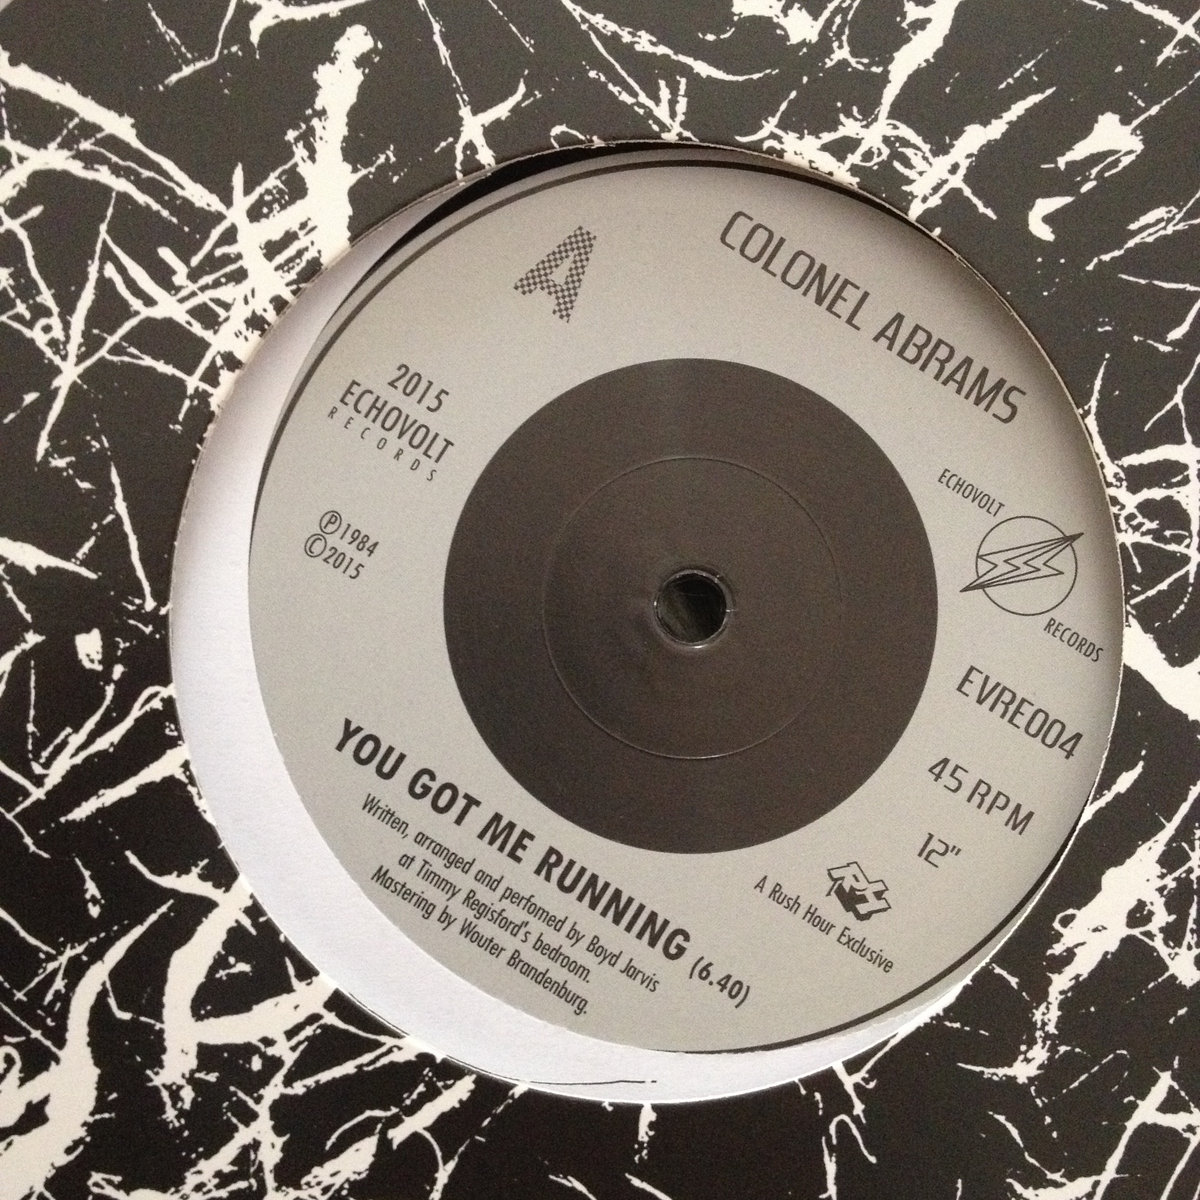 A
COLONEL ABRAMS
2015
ECHOVOLT
RECORDS
℗1984
©2015
ECHOVOLT
RECORDS
EVRE004
45 RPM
12"
RH
A Rush Hour Exclusive
YOU GOT ME RUNNING (6.40)
Written, arranged and perfomed by Boyd Jarvis
at Timmy Regisford's bedroom.
Mastering by Wouter Brandenburg.